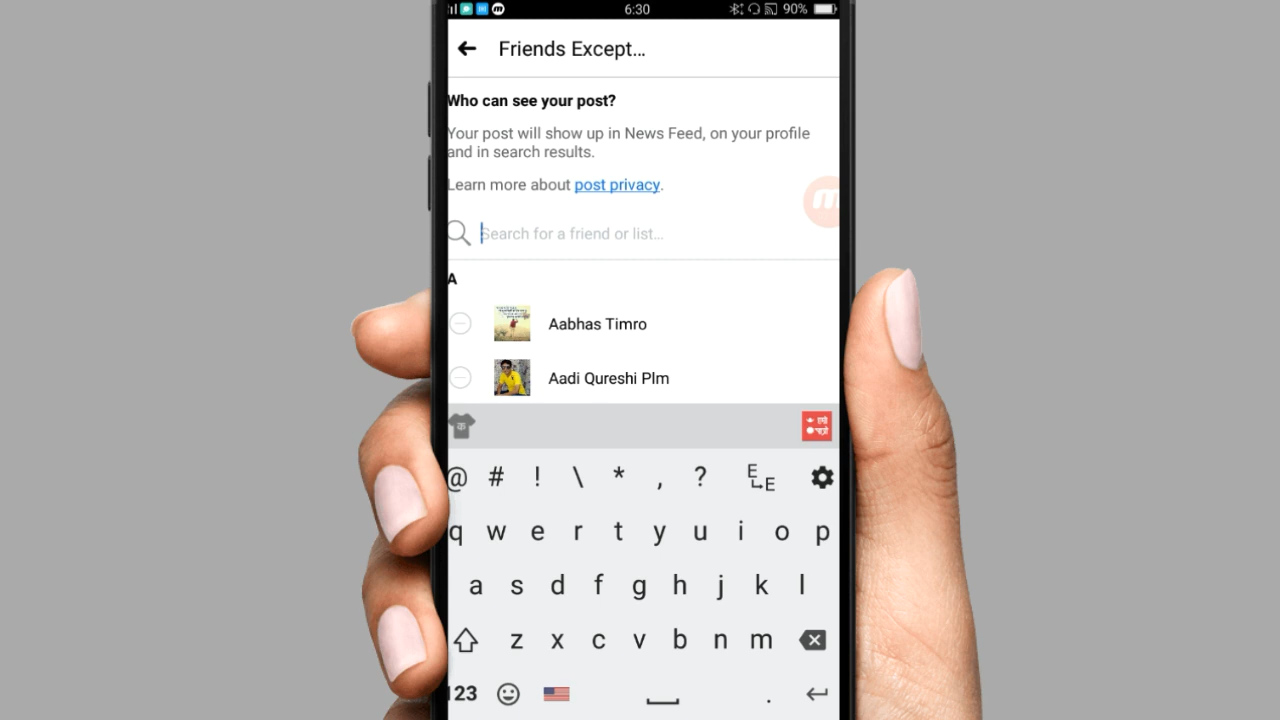 6:30 90%
Friends Except...
Who can see your post?
Your post will show up in News Feed, on your profile
and in search results.
Learn more about post privacy.
Search for a friend or list...
A
Aabhas Timro
Aadi Qureshi Plm
क
@ # ! \ * , ? E E
q w e r t y u i o p
a s d f g h j k l
z x c v b n m
123 .